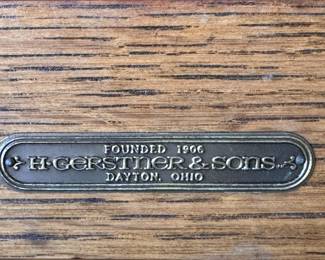 FOUNDED 1906
H. GERSTNER & SONS
DAYTON, OHIO